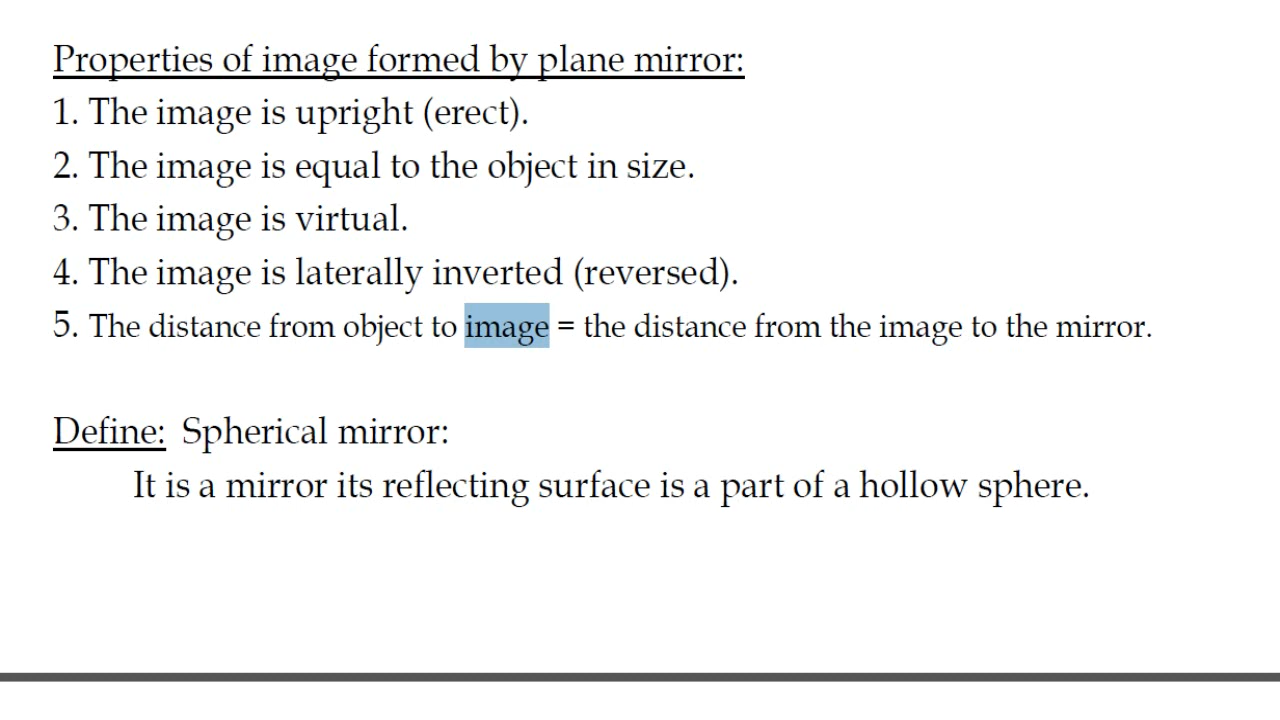 Properties of image formed by plane mirror:
1. The image is upright (erect).
2. The image is equal to the object in size.
3. The image is virtual.
4. The image is laterally inverted (reversed).
5. The distance from object to image = the distance from the image to the mirror.
Define: Spherical mirror:
It is a mirror its reflecting surface is a part of a hollow sphere.